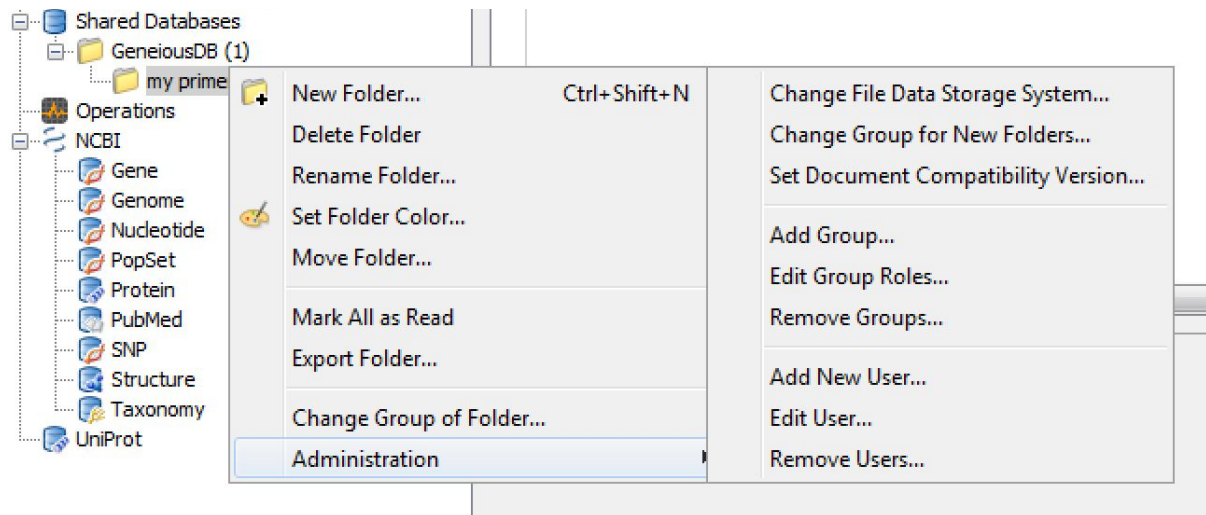 Shared Databases
GeneiousDB (1)
my prime
Operations
NCBI
Gene
Genome
Nucleotide
PopSet
Protein
PubMed
SNP
Structure
Taxonomy
UniProt
New Folder... Ctrl+Shift+N
Delete Folder
Rename Folder...
Set Folder Color...
Move Folder...
Mark All as Read
Export Folder...
Change Group of Folder...
Administration
Change File Data Storage System...
Change Group for New Folders...
Set Document Compatibility Version...
Add Group...
Edit Group Roles...
Remove Groups...
Add New User...
Edit User...
Remove Users...